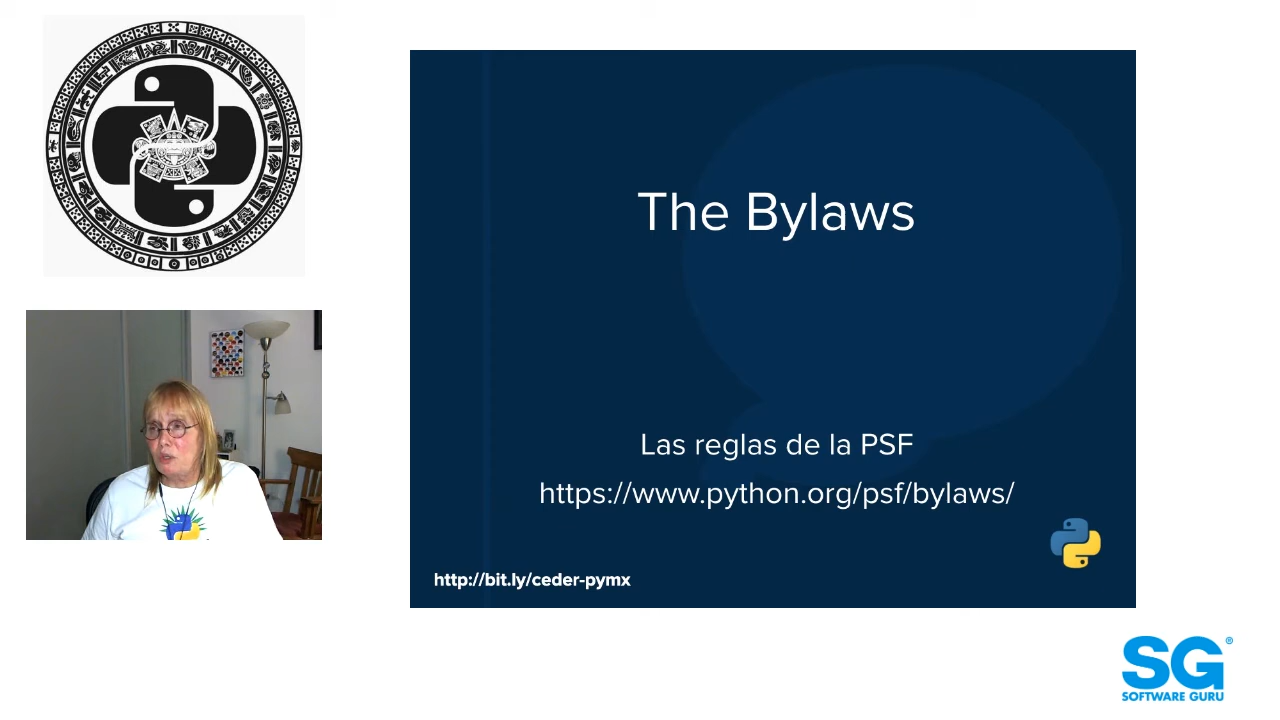 The Bylaws
Las reglas de la PSF
https://www.python.org/psf/bylaws/
http://bit.ly/ceder-pymx
SG®
SOFTWARE GURU